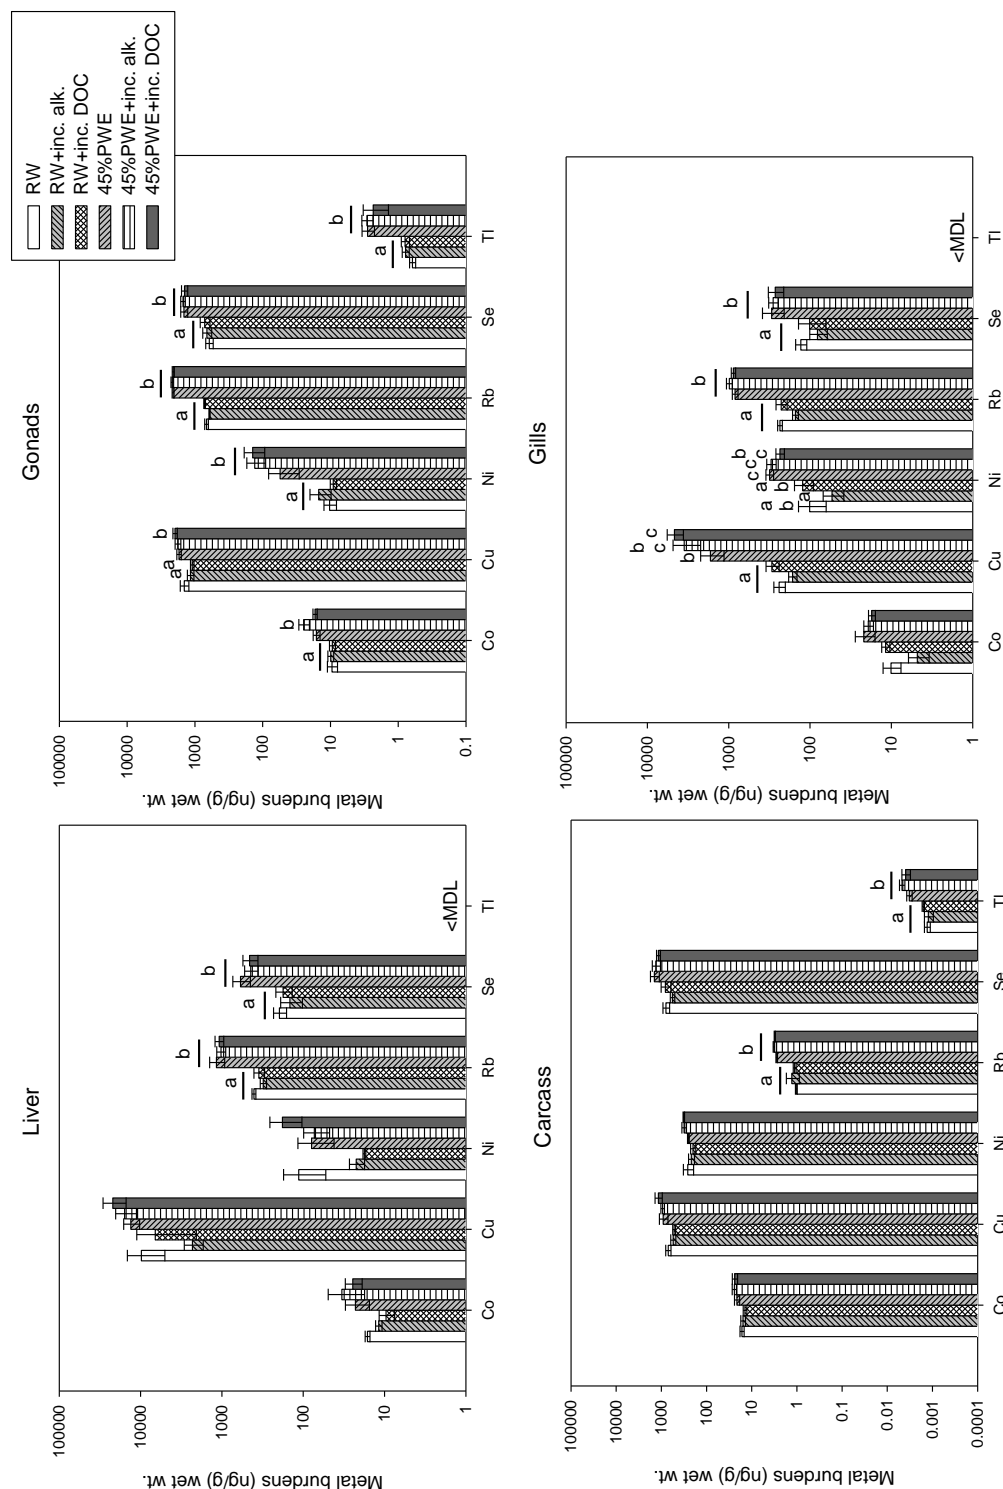 RW
RW+inc. alk.
RW+inc. DOC
45%PWE
45%PWE+inc. alk.
45%PWE+inc. DOC
Liver
Metal burdens (ng/g) wet wt.
100000
10000
1000
100
10
1
a b
a b
<MDL
Co Cu Ni Rb Se Tl
Gonads
Metal burdens (ng/g) wet wt.
100000
10000
1000
100
10
1
0.1
a b
a a b
a b
a b
a b
a b
Co Cu Ni Rb Se Tl
Carcass
Metal burdens (ng/g) wet wt.
100000
10000
1000
100
10
1
0.1
0.01
0.001
0.0001
a b
a b
Co Cu Ni Rb Se Tl
Gills
Metal burdens (ng/g) wet wt.
100000
10000
1000
100
10
1
a b b c c
a b a b a c b c c
a b
a b
<MDL
Co Cu Ni Rb Se Tl